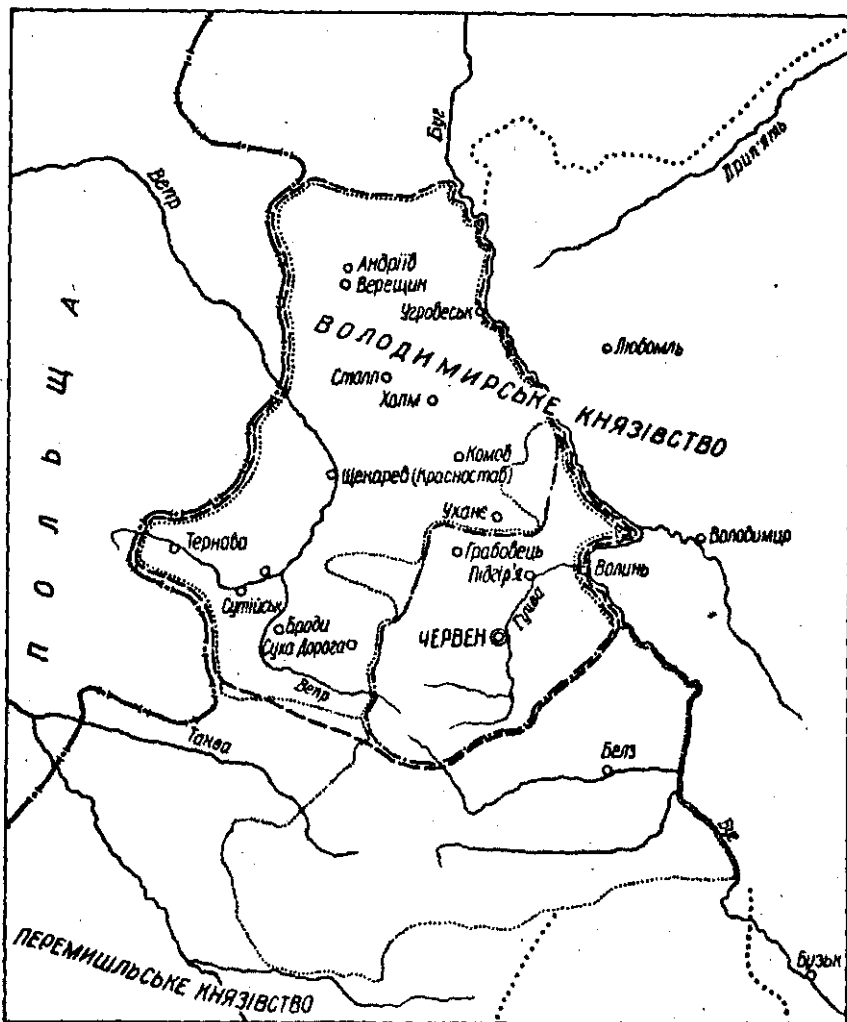 Буг
Прип'ять
Вепр
ПОЛЬЩА
Андріїв
Верещин
Угровеськ
ВОЛОДИМИРСЬКЕ КНЯЗІВСТВО
Любомль
Столп
Холм
Комов
Щекарев (Красностав)
Ухане
Тернова
Грабовець
Володимир
Підгір'я
Волинь
Сутійськ
Гучва
Броди
ЧЕРВЕН
Суха Дорога
Вепр
Танва
Белз
Буг
ПЕРЕМИШЛЬСЬКЕ КНЯЗІВСТВО
Бузьк